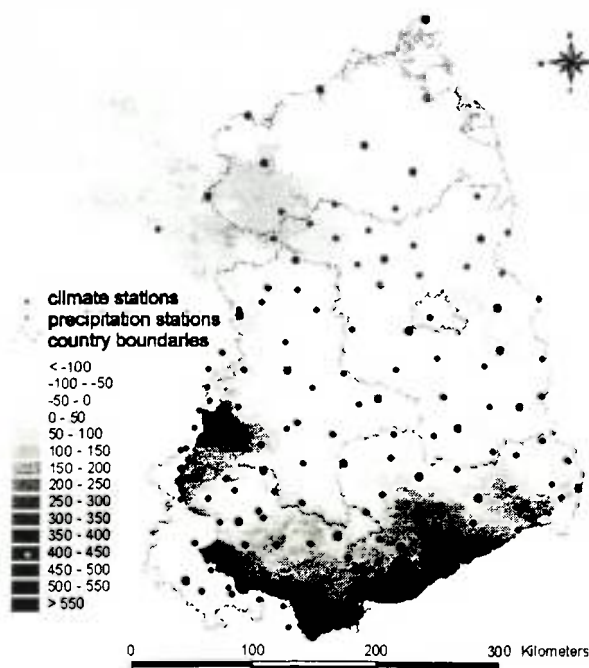 climate stations
precipitation stations
country boundaries
< -100
-100 - -50
-50 - 0
0 - 50
50 - 100
100 - 150
150 - 200
200 - 250
250 - 300
300 - 350
350 - 400
400 - 450
450 - 500
500 - 550
> 550
0 100 200 300 Kilometers